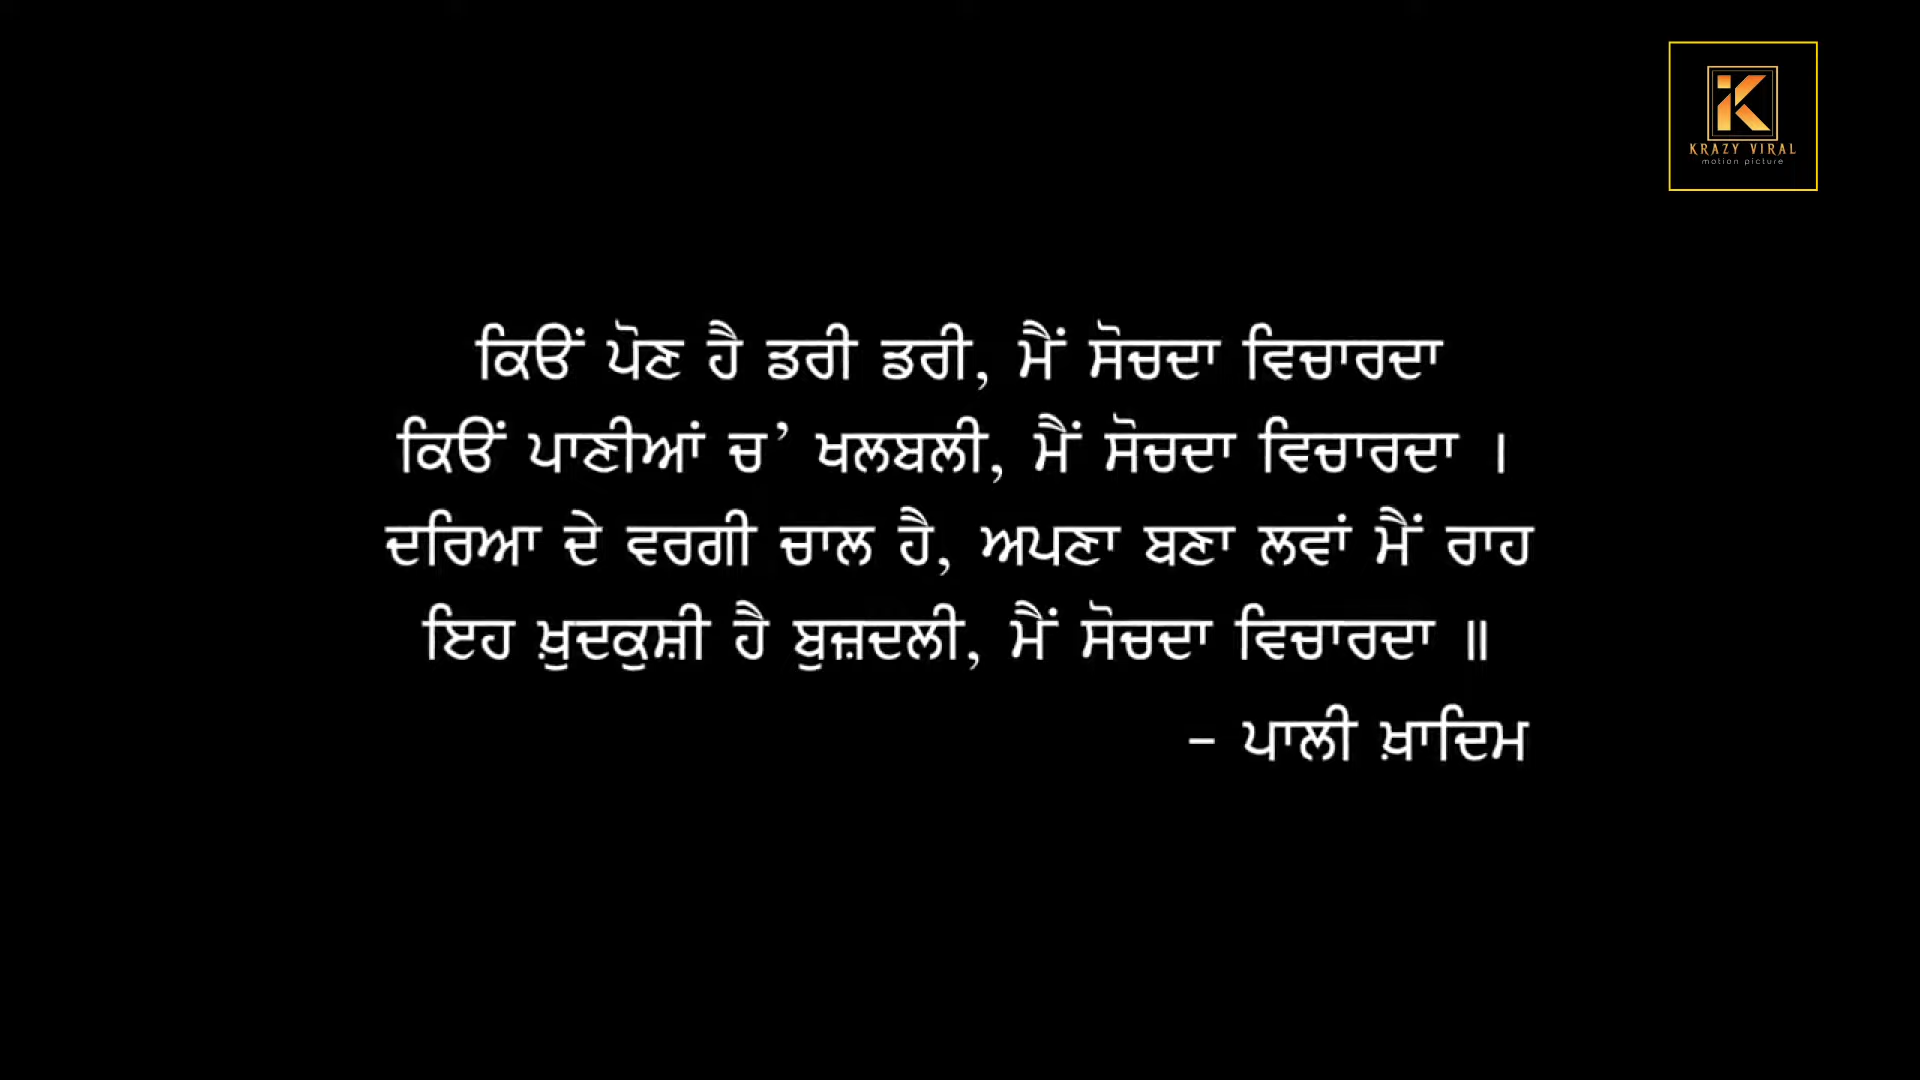 KRAZY VIRAL
motion picture
ਕਿਓਂ ਪੋਣ ਹੈ ਡਰੀ ਡਰੀ, ਮੈਂ ਸੋਚਦਾ ਵਿਚਾਰਦਾ
ਕਿਓਂ ਪਾਣੀਆਂ ਚ’ ਖਲਬਲੀ, ਮੈਂ ਸੋਚਦਾ ਵਿਚਾਰਦਾ ।
ਦਰਿਆ ਦੇ ਵਰਗੀ ਚਾਲ ਹੈ, ਅਪਣਾ ਬਣਾ ਲਵਾਂ ਮੈਂ ਰਾਹ
ਇਹ ਖ਼ੁਦਕੁਸ਼ੀ ਹੈ ਬੁਜ਼ਦਲੀ, ਮੈਂ ਸੋਚਦਾ ਵਿਚਾਰਦਾ ॥
– ਪਾਲੀ ਖ਼ਾਦਿਮ